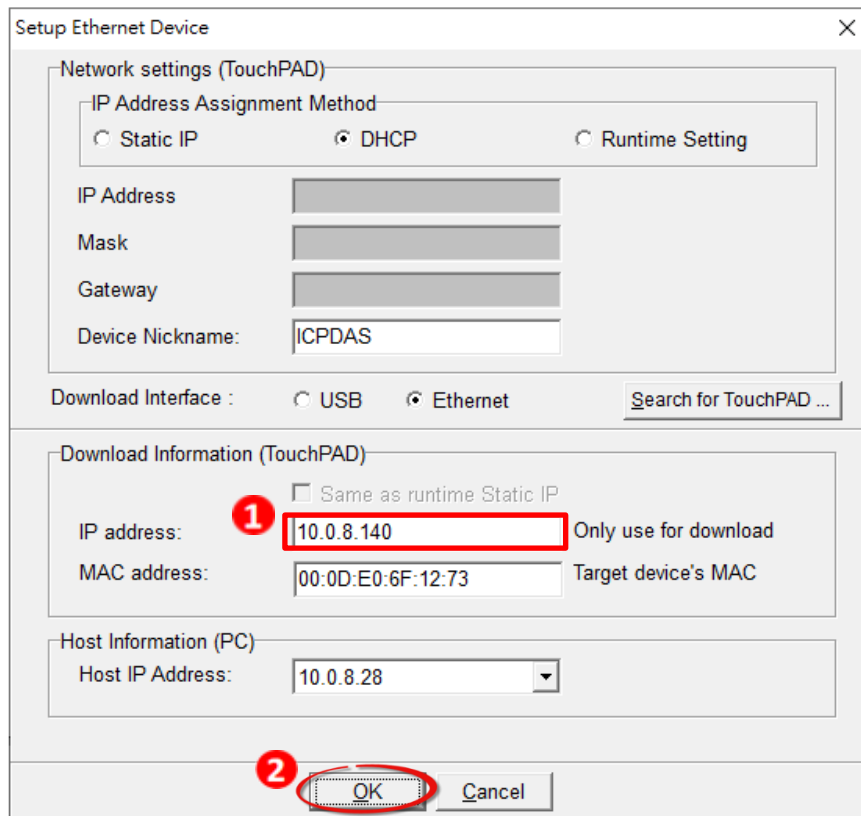 Setup Ethernet Device
Network settings (TouchPAD)
IP Address Assignment Method
Static IP DHCP Runtime Setting
IP Address
Mask
Gateway
Device Nickname: ICPDAS
Download Interface : USB Ethernet Search for TouchPAD ...
Download Information (TouchPAD)
Same as runtime Static IP
1
IP address: 10.0.8.140 Only use for download
MAC address: 00:0D:E0:6F:12:73 Target device's MAC
Host Information (PC)
Host IP Address: 10.0.8.28
2 OK Cancel